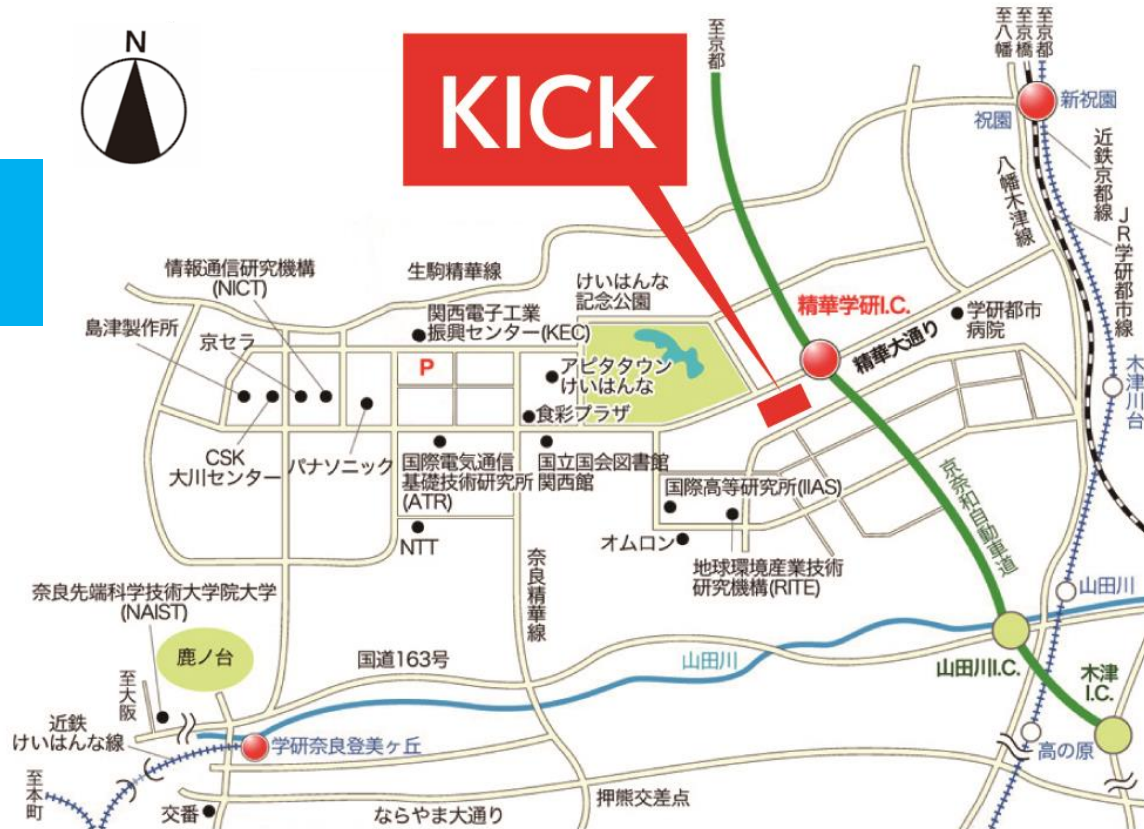 N
KICK
至京都
至八幡
至京橋
至京都
新祝園
祝園
近鉄京都線
八幡木津線
JR学研都市線
情報通信研究機構
(NICT)
生駒精華線
けいはんな
記念公園
精華学研I.C.
学研都市
病院
島津製作所
京セラ
関西電子工業
振興センター(KEC)
精華大通り
P
アピタタウン
けいはんな
木津川台
食彩プラザ
CSK
大川センター
パナソニック
国際電気通信
基礎技術研究所
(ATR)
国立国会図書館
関西館
国際高等研究所(IIAS)
京奈和自動車道
NTT
オムロン
奈良精華線
地球環境産業技術
研究機構(RITE)
山田川
奈良先端科学技術大学院大学
(NAIST)
鹿ノ台
国道163号
山田川
山田川I.C.
木津
I.C.
至大阪
近鉄
けいはんな線
学研奈良登美ヶ丘
高の原
至本町
交番
ならやま大通り
押熊交差点